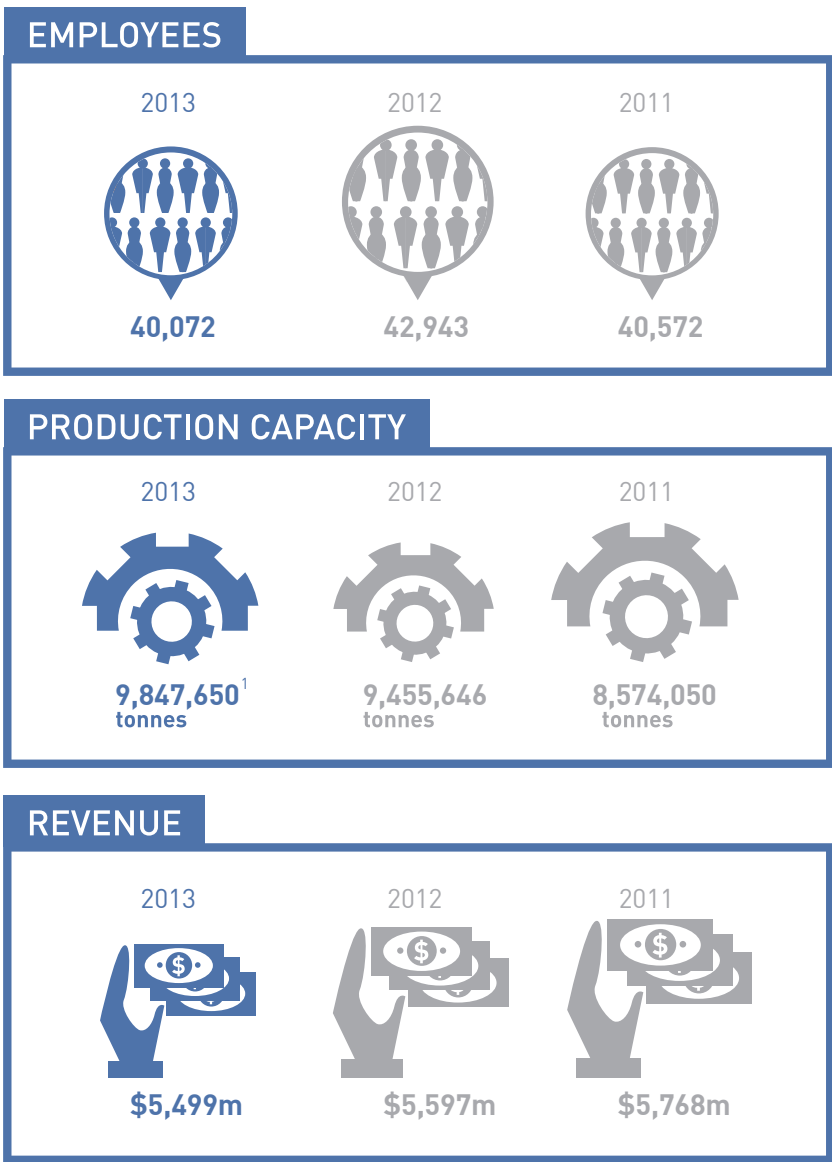 EMPLOYEES
2013 2012 2011
40,072 42,943 40,572
PRODUCTION CAPACITY
2013 2012 2011
9,847,650¹ 9,455,646 8,574,050
tonnes tonnes tonnes
REVENUE
2013 2012 2011
$ $ $
$5,499m $5,597m $5,768m